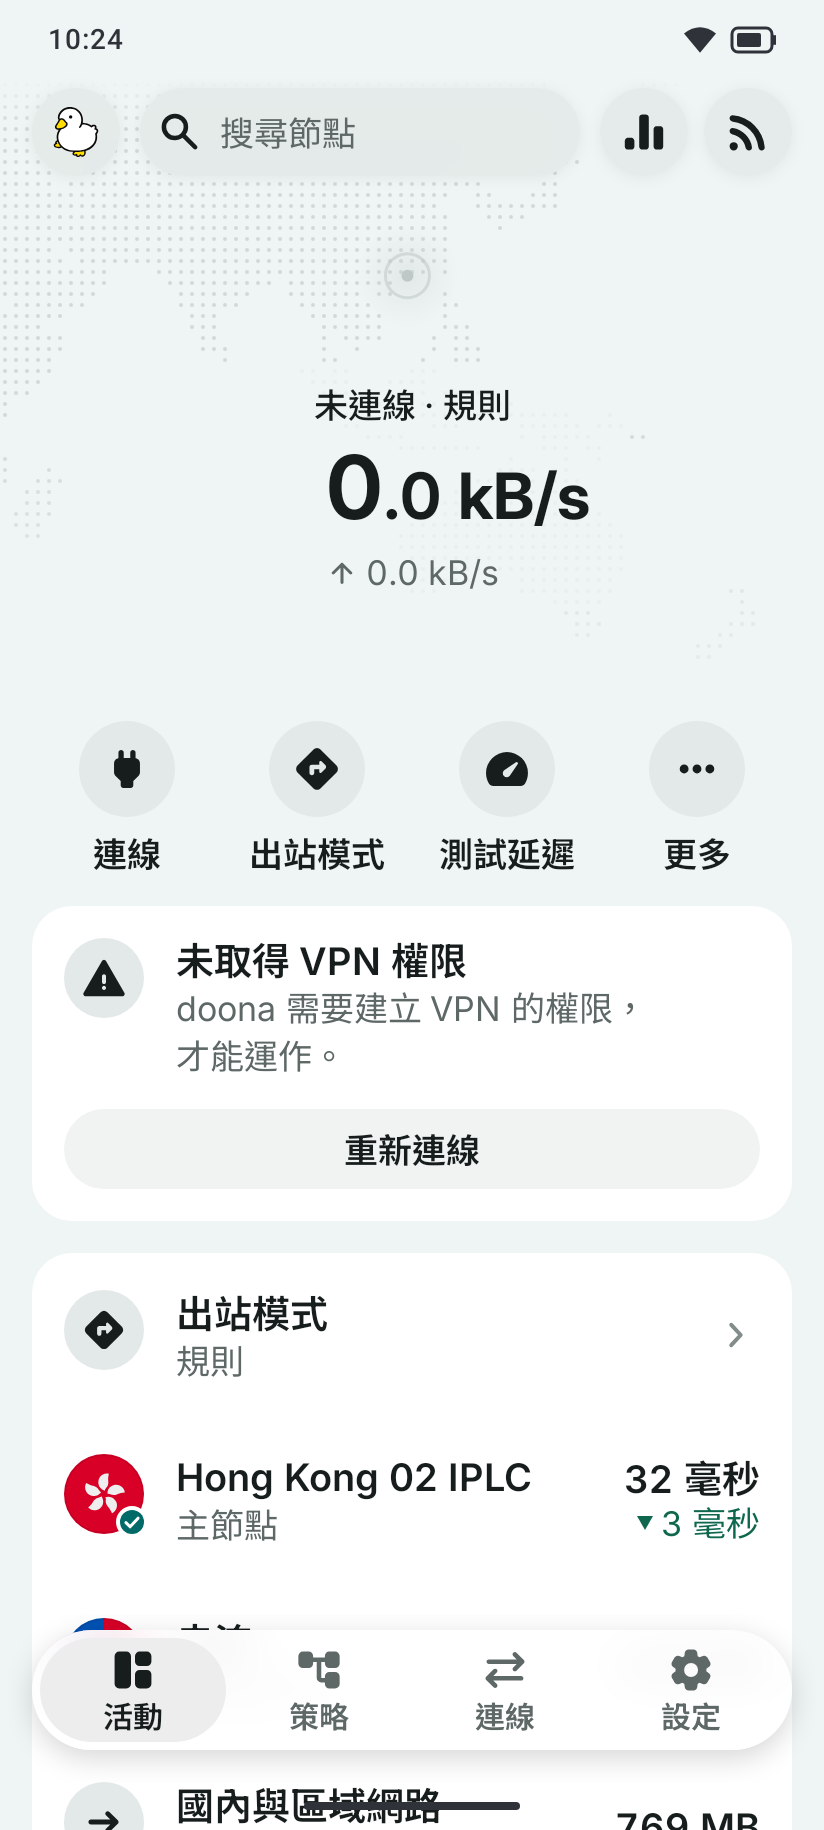 10:24
搜尋節點
未連線 · 規則
0.0 kB/s
↑ 0.0 kB/s
連線
出站模式
測試延遲
更多
未取得 VPN 權限
doona 需要建立 VPN 的權限，
才能運作。
重新連線
出站模式
規則
Hong Kong 02 IPLC
32 毫秒
主節點
▼3 毫秒
活動
策略
連線
設定
國內與區域網路
769 MB